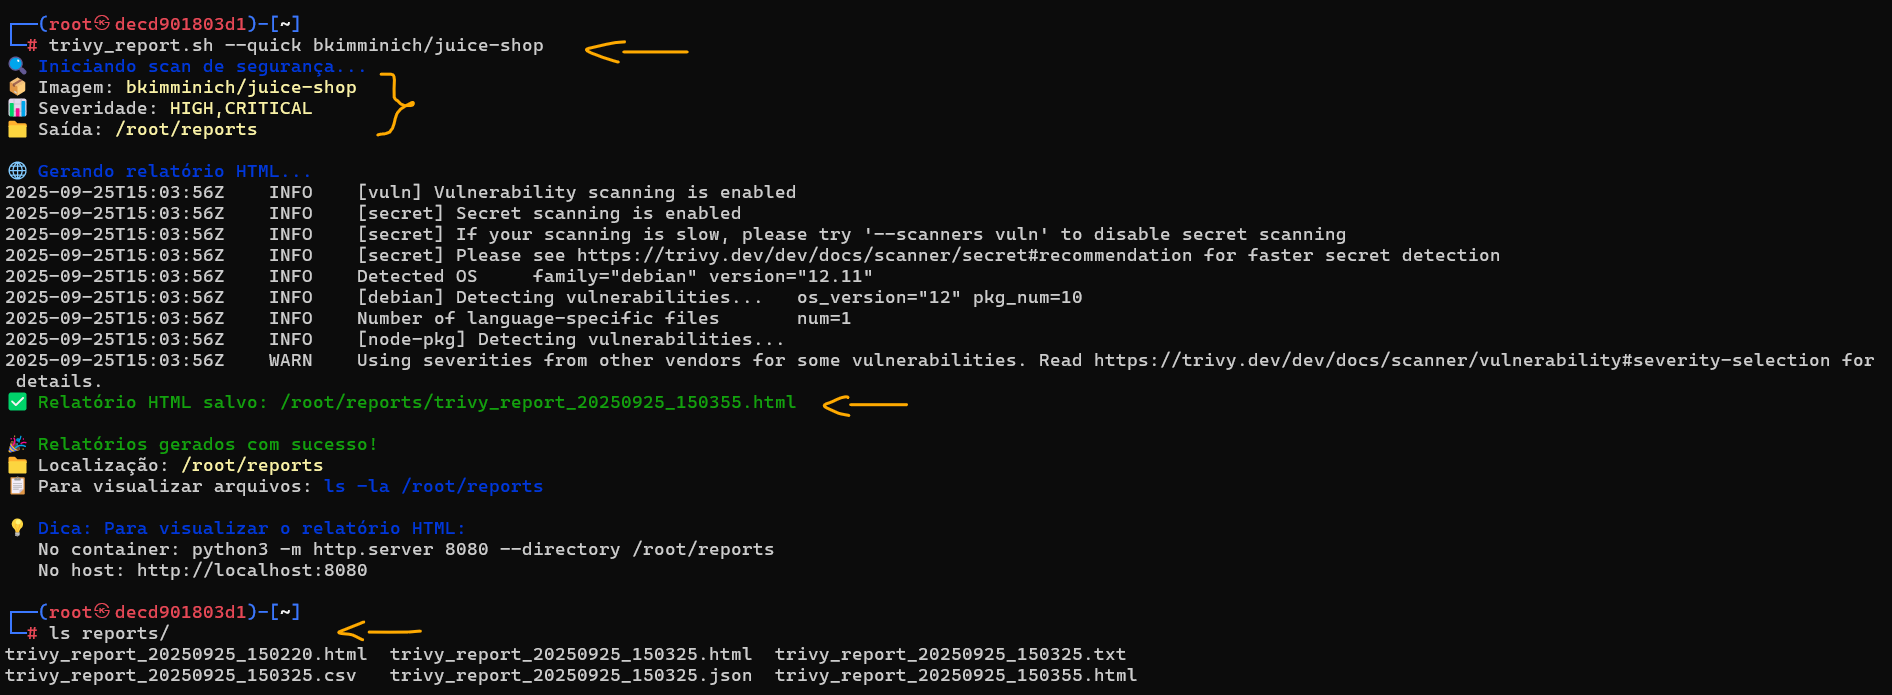 ┌──(root㉿decd901803d1)-[~]
└─# trivy_report.sh --quick bkimminich/juice-shop
🔍 Iniciando scan de segurança...
📦 Imagem: bkimminich/juice-shop
📊 Severidade: HIGH,CRITICAL
📁 Saída: /root/reports
🌐 Gerando relatório HTML...
2025-09-25T15:03:56Z    INFO    [vuln] Vulnerability scanning is enabled
2025-09-25T15:03:56Z    INFO    [secret] Secret scanning is enabled
2025-09-25T15:03:56Z    INFO    [secret] If your scanning is slow, please try '--scanners vuln' to disable secret scanning
2025-09-25T15:03:56Z    INFO    [secret] Please see https://trivy.dev/dev/docs/scanner/secret#recommendation for faster secret detection
2025-09-25T15:03:56Z    INFO    Detected OS     family="debian" version="12.11"
2025-09-25T15:03:56Z    INFO    [debian] Detecting vulnerabilities...   os_version="12" pkg_num=10
2025-09-25T15:03:56Z    INFO    Number of language-specific files       num=1
2025-09-25T15:03:56Z    INFO    [node-pkg] Detecting vulnerabilities...
2025-09-25T15:03:56Z    WARN    Using severities from other vendors for some vulnerabilities. Read https://trivy.dev/dev/docs/scanner/vulnerability#severity-selection for
details.
✅ Relatório HTML salvo: /root/reports/trivy_report_20250925_150355.html
🎉 Relatórios gerados com sucesso!
📁 Localização: /root/reports
📋 Para visualizar arquivos: ls -la /root/reports
💡 Dica: Para visualizar o relatório HTML:
No container: python3 -m http.server 8080 --directory /root/reports
No host: http://localhost:8080
┌──(root㉿decd901803d1)-[~]
└─# ls reports/
trivy_report_20250925_150220.html  trivy_report_20250925_150325.html  trivy_report_20250925_150325.txt
trivy_report_20250925_150325.csv   trivy_report_20250925_150325.json  trivy_report_20250925_150355.html